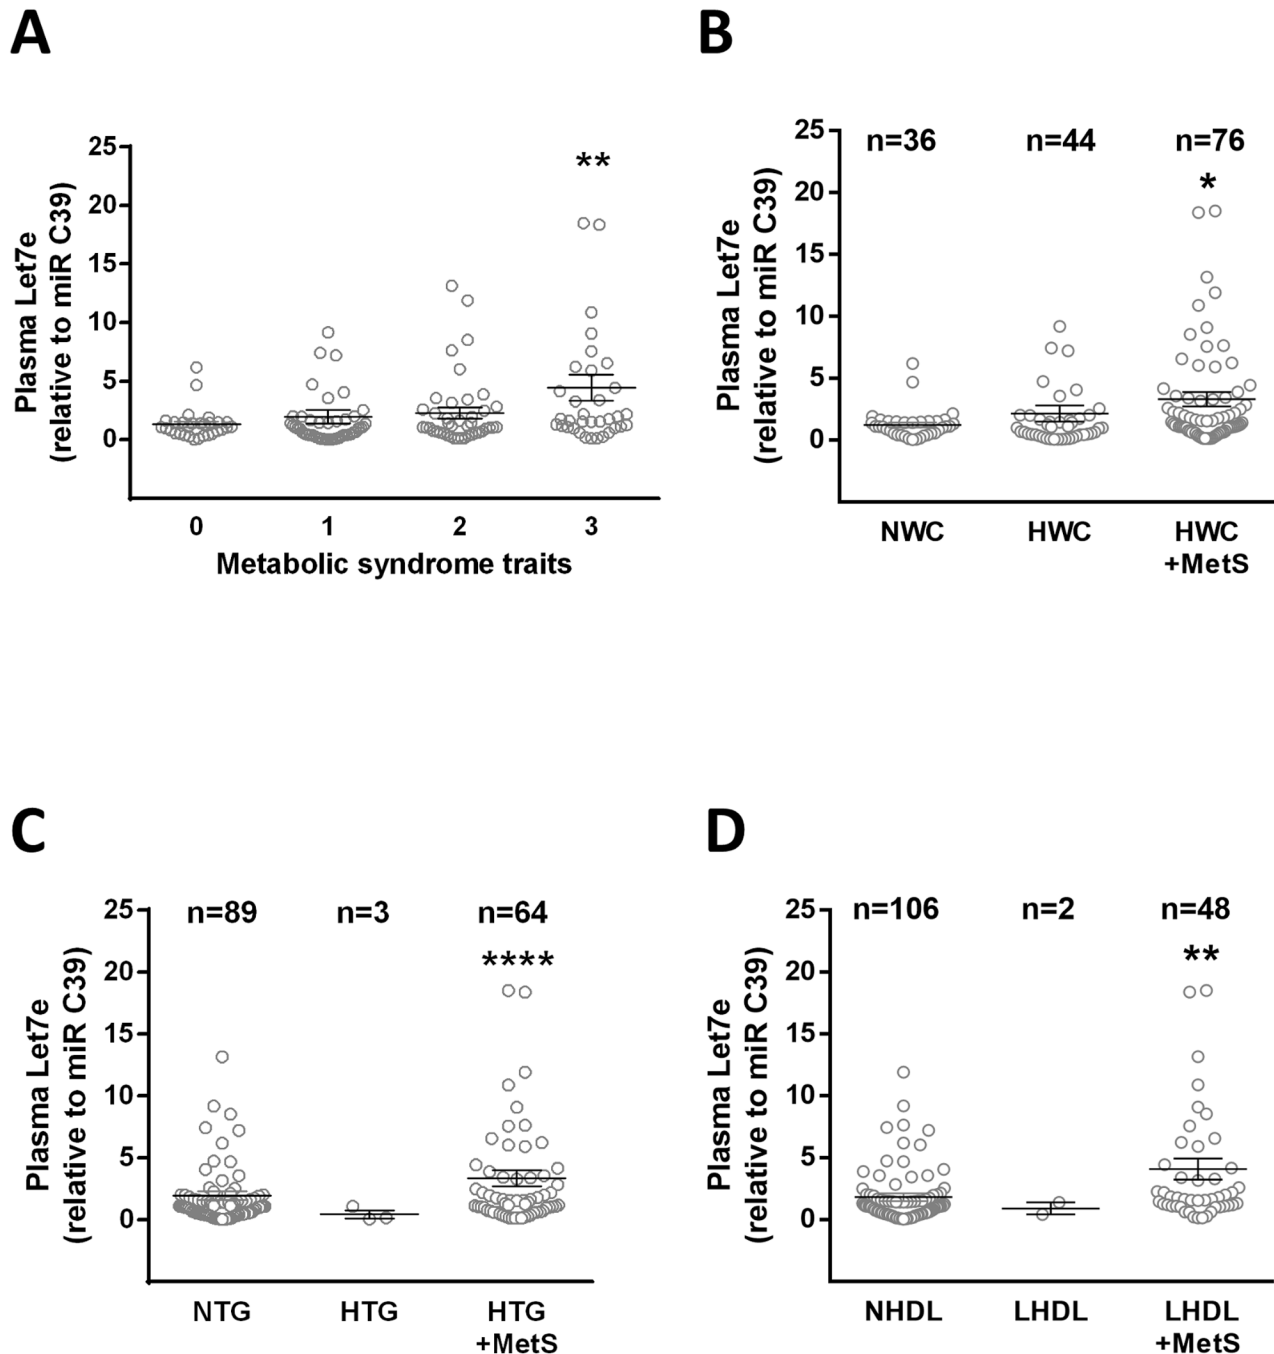 A
Plasma Let7e
(relative to miR C39)
25
20
15
10
5
0
**
0 1 2 3
Metabolic syndrome traits
B
Plasma Let7e
(relative to miR C39)
25
20
15
10
5
0
n=36 n=44 n=76
*
NWC HWC HWC
+MetS
C
Plasma Let7e
(relative to miR C39)
25
20
15
10
5
0
n=89 n=3 n=64
****
NTG HTG HTG
+MetS
D
Plasma Let7e
(relative to miR C39)
25
20
15
10
5
0
n=106 n=2 n=48
**
NHDL LHDL LHDL
+MetS